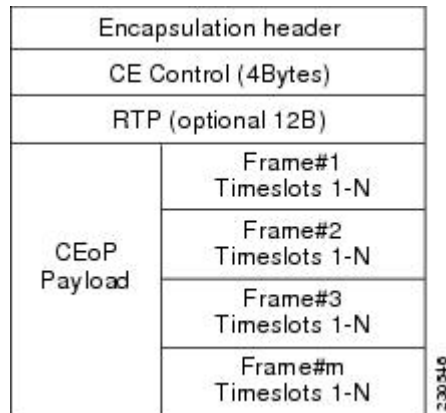 Encapsulation header
CE Control (4Bytes)
RTP (optional 12B)
CEoP
Payload
Frame#1
Timeslots 1-N
Frame#2
Timeslots 1-N
Frame#3
Timeslots 1-N
Frame#m
Timeslots 1-N